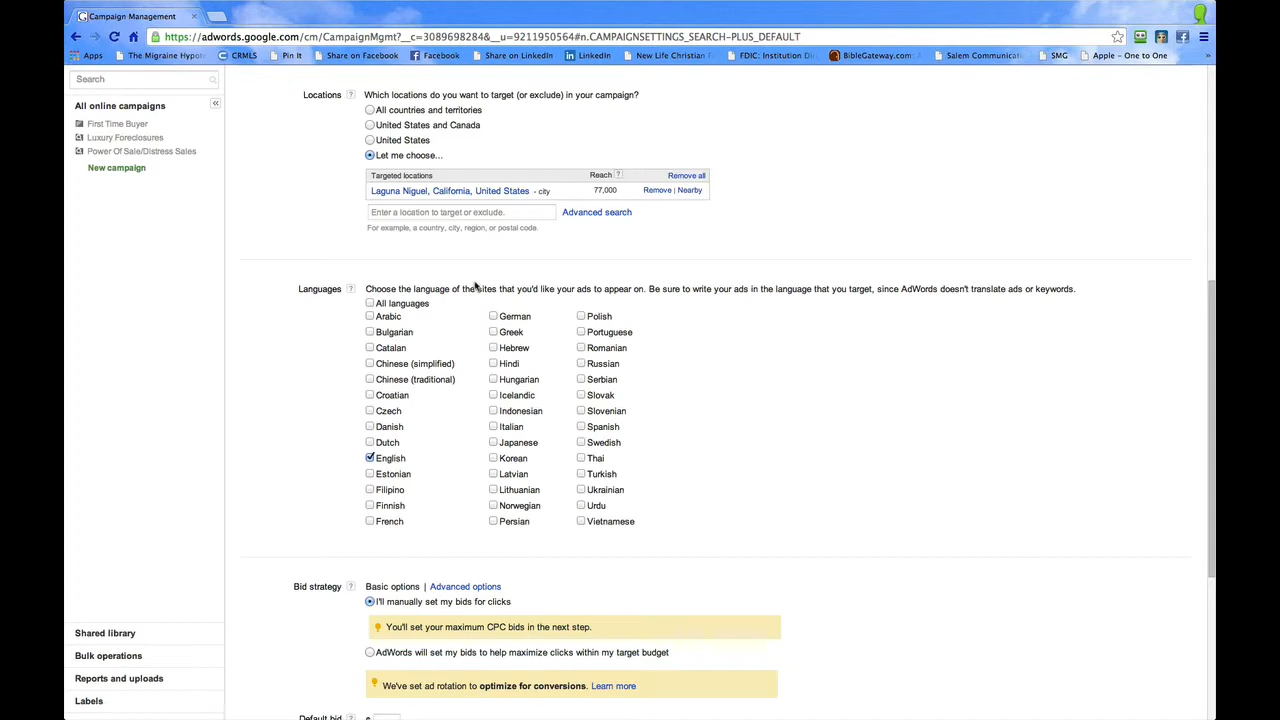 Campaign Management
https://adwords.google.com/cm/CampaignMgmt?__c=3089698284&__u=9211950564#n.CAMPAIGNSETTINGS_SEARCH-PLUS_DEFAULT
Apps The Migraine Hypot CRMLS Pin It Share on Facebook Facebook Share on LinkedIn LinkedIn New Life Christian F FDIC: Institution Dir BibleGateway.com: A Salem Communicati SMG Apple – One to One »
Search
All online campaigns
First Time Buyer
Luxury Foreclosures
Power Of Sale/Distress Sales
New campaign
Shared library
Bulk operations
Reports and uploads
Labels
Locations ? Which locations do you want to target (or exclude) in your campaign?
All countries and territories
United States and Canada
United States
Let me choose...
Targeted locations Reach ? Remove all
Laguna Niguel, California, United States - city 77,000 Remove | Nearby
Enter a location to target or exclude. Advanced search
For example, a country, city, region, or postal code.
Languages ? Choose the language of the sites that you'd like your ads to appear on. Be sure to write your ads in the language that you target, since AdWords doesn't translate ads or keywords.
All languages
Arabic German Polish
Bulgarian Greek Portuguese
Catalan Hebrew Romanian
Chinese (simplified) Hindi Russian
Chinese (traditional) Hungarian Serbian
Croatian Icelandic Slovak
Czech Indonesian Slovenian
Danish Italian Spanish
Dutch Japanese Swedish
English Korean Thai
Estonian Latvian Turkish
Filipino Lithuanian Ukrainian
Finnish Norwegian Urdu
French Persian Vietnamese
Bid strategy ? Basic options | Advanced options
I'll manually set my bids for clicks
You'll set your maximum CPC bids in the next step.
AdWords will set my bids to help maximize clicks within my target budget
We've set ad rotation to optimize for conversions. Learn more
Default bid ?